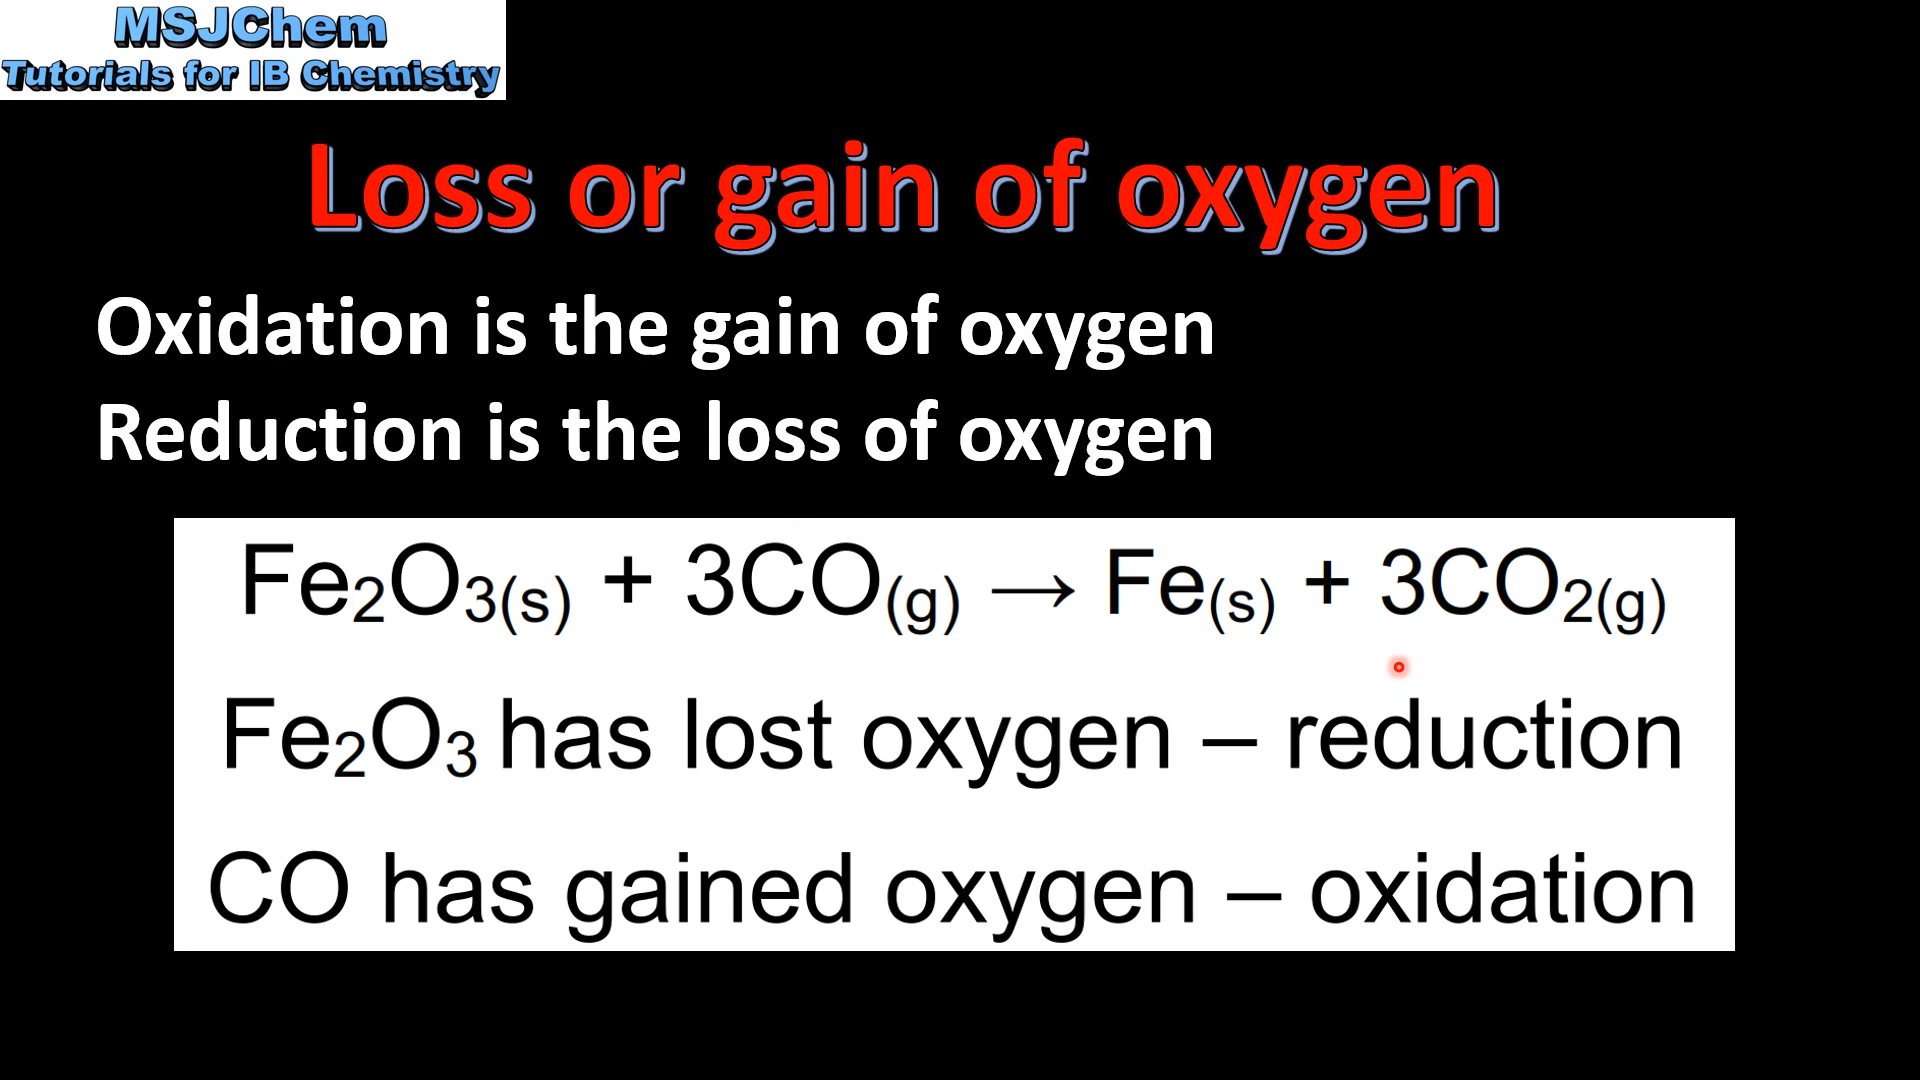 MSJChem
Tutorials for IB Chemistry
Loss or gain of oxygen
Oxidation is the gain of oxygen
Reduction is the loss of oxygen
Fe₂O₃(s) + 3CO(g) → Fe(s) + 3CO₂(g)
Fe₂O₃ has lost oxygen – reduction
CO has gained oxygen – oxidation